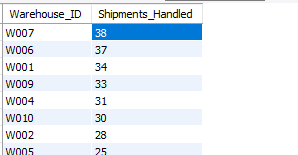 Warehouse_ID Shipments_Handled
W007 38
W006 37
W001 34
W009 33
W004 31
W010 30
W002 28
W005 25